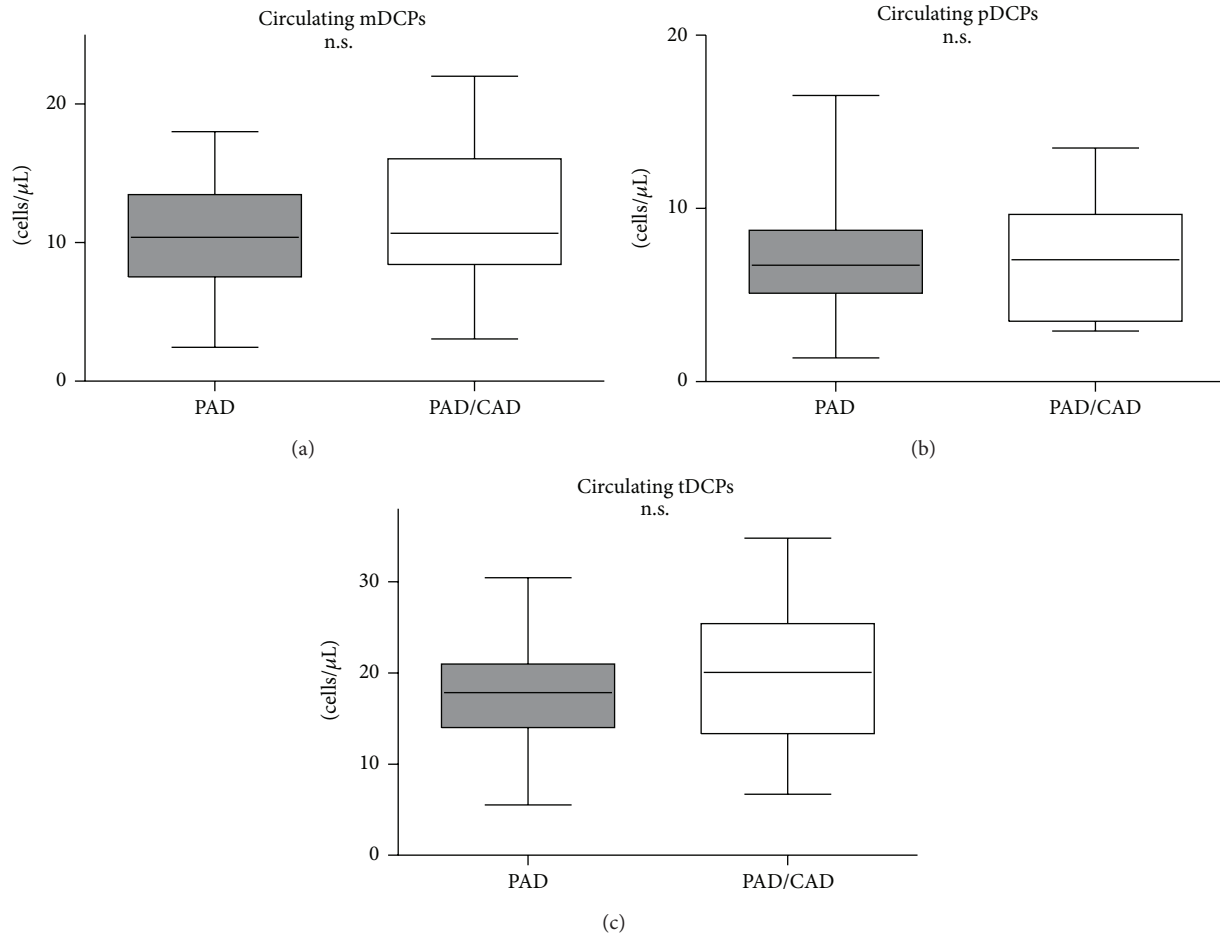 Circulating mDCPs
n.s.
(cells/μL)
20
10
0
PAD
PAD/CAD
(a)
Circulating pDCPs
n.s.
(cells/μL)
20
10
0
PAD
PAD/CAD
(b)
Circulating tDCPs
n.s.
(cells/μL)
30
20
10
0
PAD
PAD/CAD
(c)